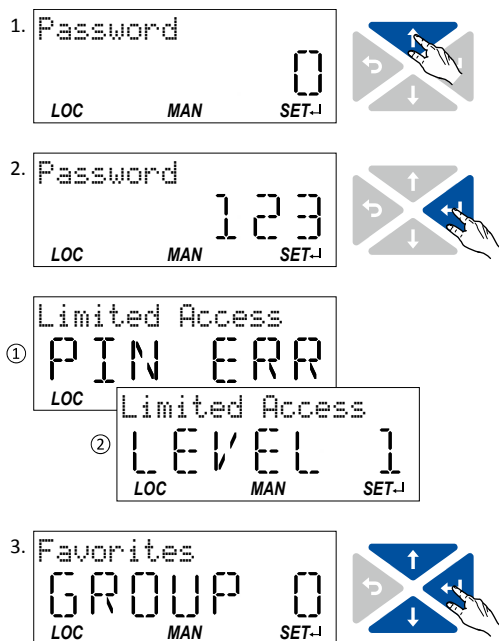 1. Password
0
LOC MAN SET↵
2. Password
123
LOC MAN SET↵
Limited Access
① PIN ERR
LOC
Limited Access
② LEVEL 1
LOC MAN SET↵
3. Favorites
GROUP 0
LOC MAN SET↵